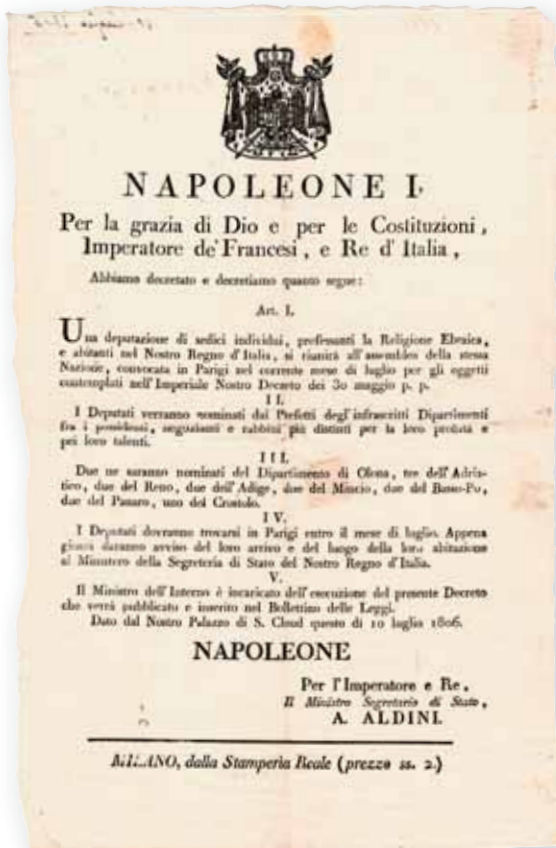 NAPOLEONE I.
Per la grazia di Dio e per le Costituzioni,
Imperatore de' Francesi, e Re d'Italia,
Abbiamo decretato e decretiamo quanto segue:
Art. I.
Una deputazione di sedici individui, professanti la Religione Ebraica,
e abitanti nel Nostro Regno d'Italia, si riunirà all'assemblea della stessa
Nazione, convocata in Parigi nel corrente mese di luglio per gli oggetti
contemplati nell'Imperiale Nostro Decreto dei 30 maggio p. p.
II.
I Deputati verranno nominati dai Prefetti degl'infrascritti Dipartimenti
fra i possidenti, negozianti e rabbini più distinti per la loro probità e
pei loro talenti.
III.
Due ne saranno nominati del Dipartimento di Olona, tre dell'Adria-
tico, due del Reno, due dell'Adige, due del Mincio, due del Basso-Po,
due del Panaro, uno del Crostolo.
IV.
I Deputati dovranno trovarsi in Parigi entro il mese di luglio. Appena
giunti daranno avviso del loro arrivo e del luogo della loro abitazione
al Ministero della Segreteria di Stato del Nostro Regno d'Italia.
V.
Il Ministro dell'Interno è incaricato dell'esecuzione del presente Decreto
che verrà pubblicato e inserito nel Bollettino delle Leggi.
Dato dal Nostro Palazzo di S. Cloud questo dì 10 luglio 1806.
NAPOLEONE
Per l'Imperatore e Re,
Il Ministro Segretario di Stato,
A. ALDINI.
MILANO, dalla Stamperia Reale (prezzo ss. 2.)